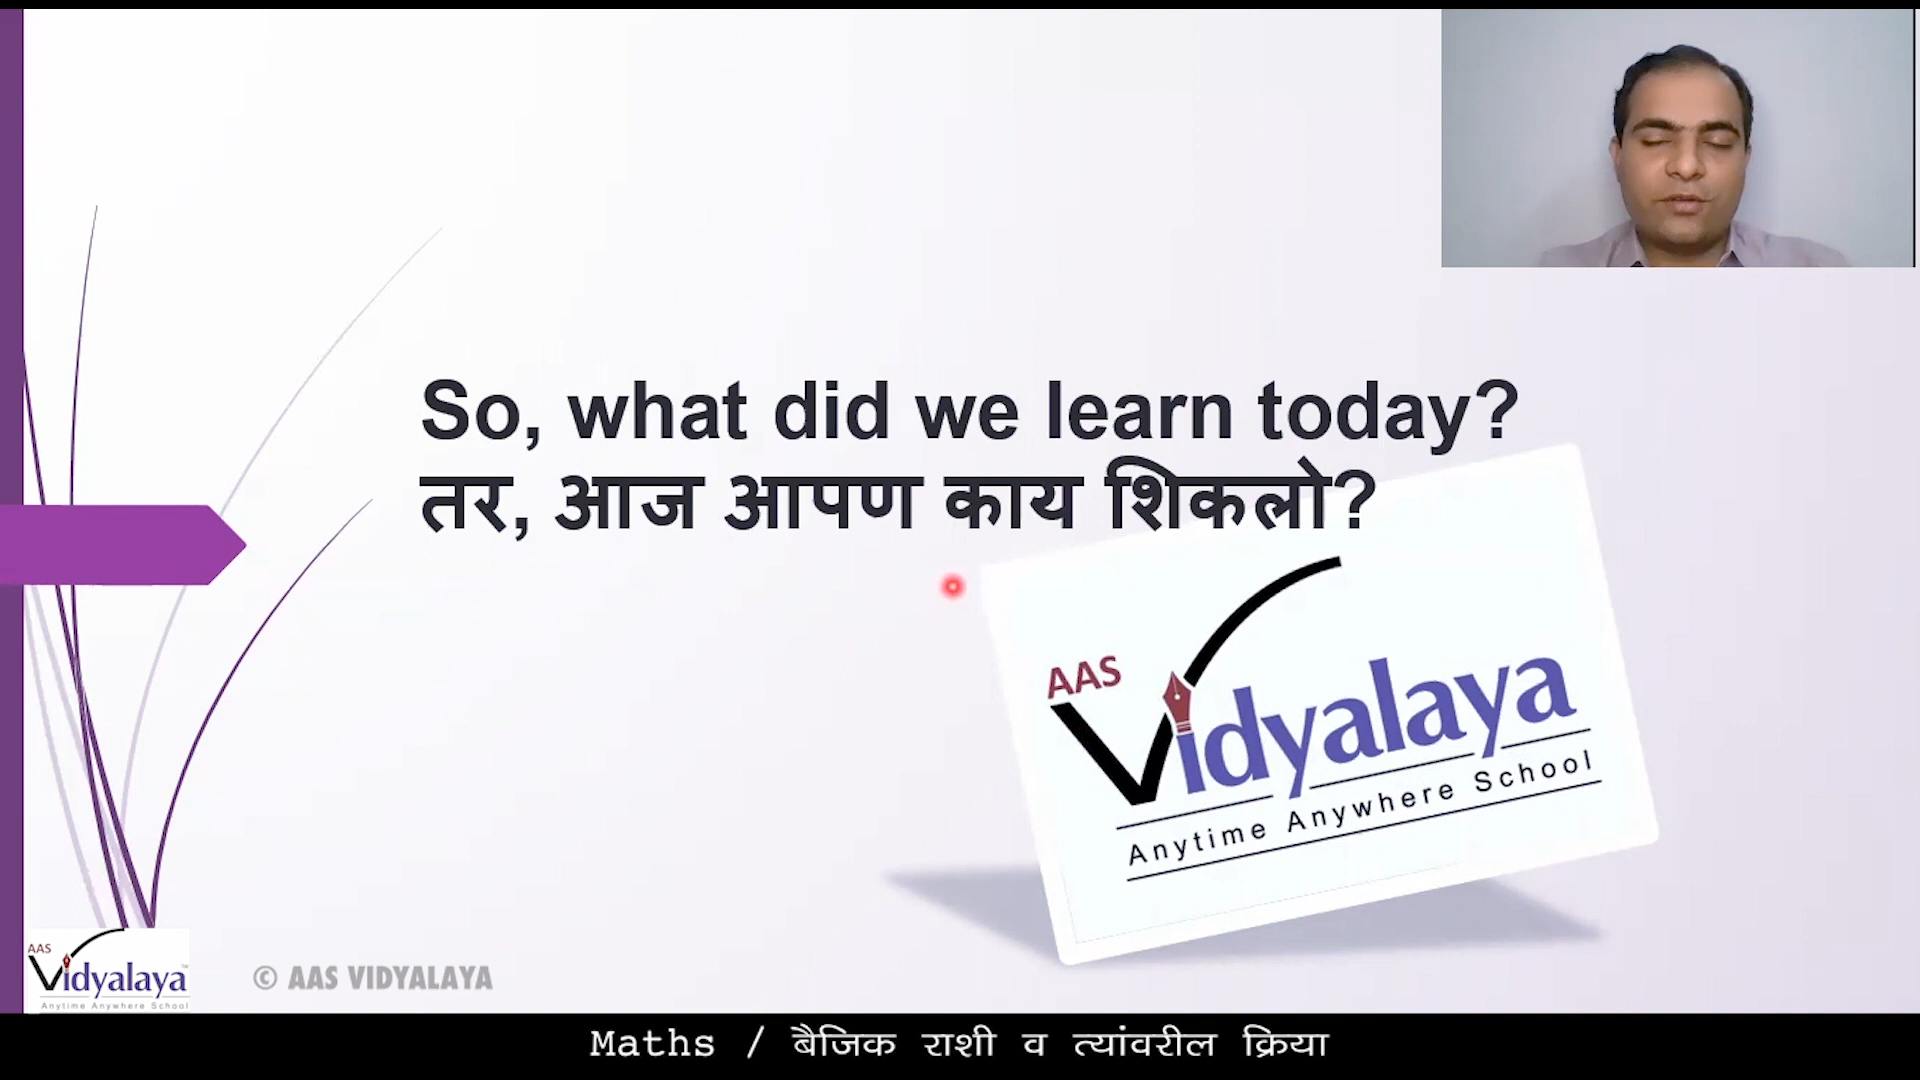 So, what did we learn today?
तर, आज आपण काय शिकलो?
AAS
Vidyalaya
Anytime Anywhere School
AAS
Vidyalaya
Anytime Anywhere School
© AAS VIDYALAYA
Maths / बैजिक राशी व त्यांवरील क्रिया